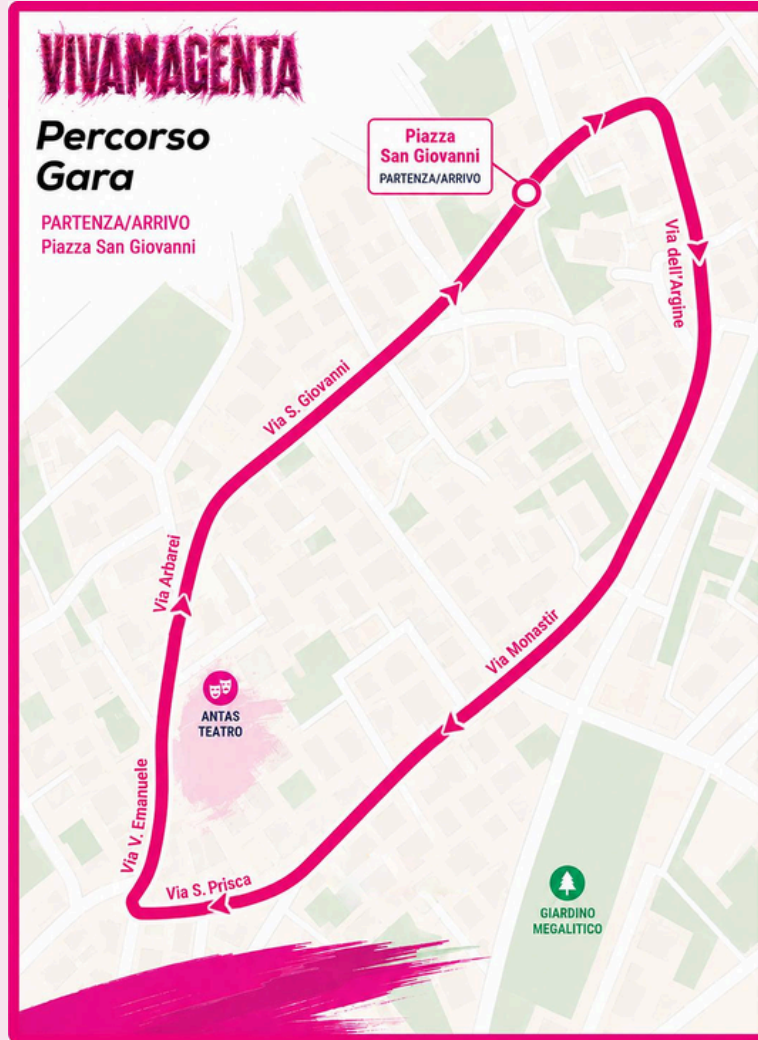 VIVAMAGENTA
Percorso
Gara
PARTENZA/ARRIVO
Piazza San Giovanni
Piazza
San Giovanni
PARTENZA/ARRIVO
Via dell'Argine
Via S. Giovanni
Via Arbarei
Via Monastir
ANTAS
TEATRO
Via V. Emanuele
Via S. Prisca
GIARDINO
MEGALITICO